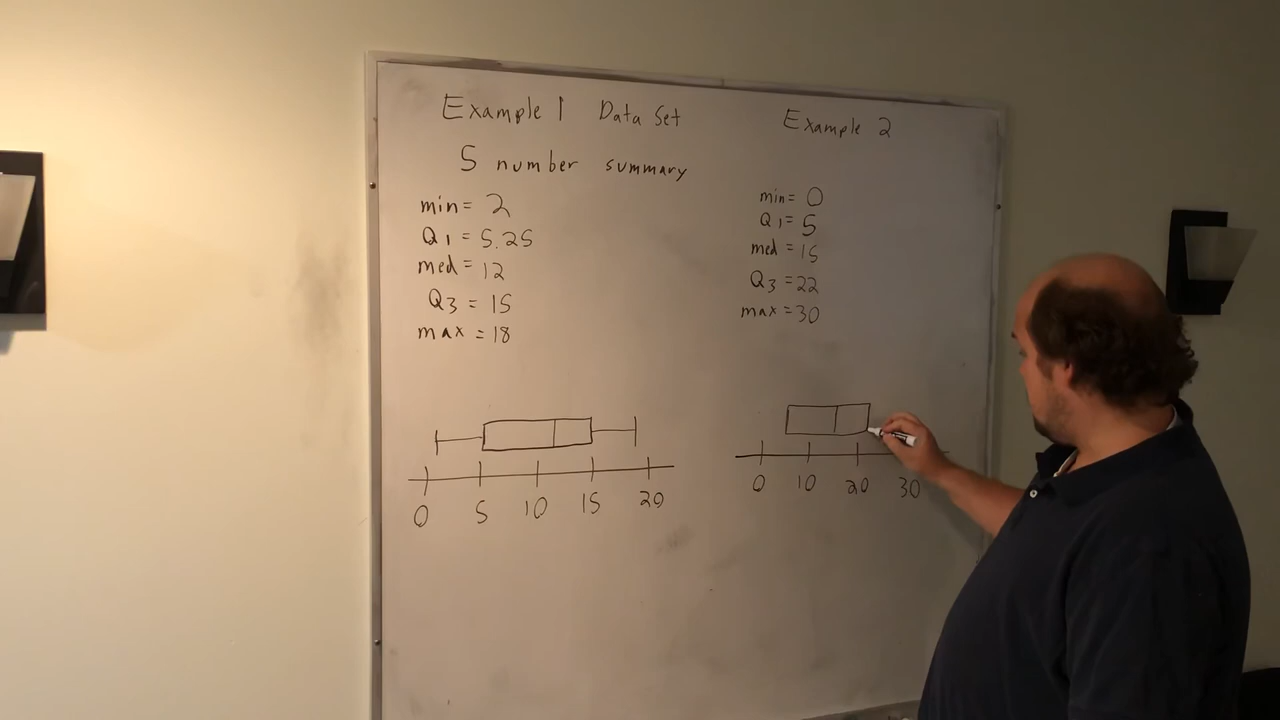 Example 1 Data Set
5 number summary
min = 2
Q1 = 5.25
med = 12
Q3 = 15
max = 18
0 5 10 15 20
Example 2
min = 0
Q1 = 5
med = 15
Q3 = 22
max = 30
0 10 20 30